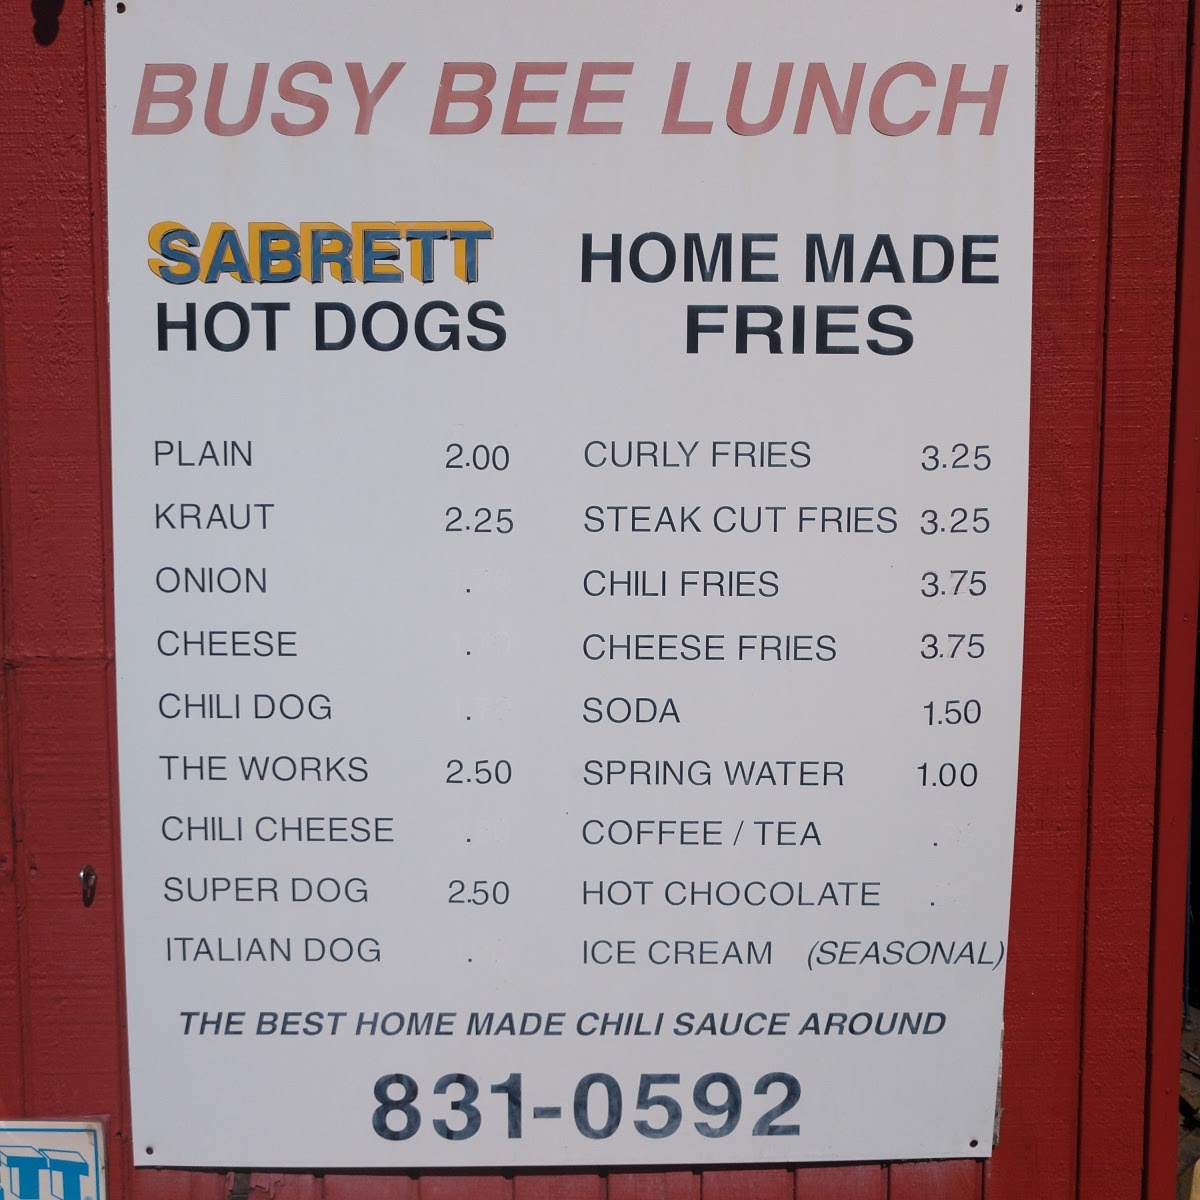 BUSY BEE LUNCH
SABRETT
HOT DOGS
PLAIN 2.00
KRAUT 2.25
ONION .
CHEESE .
CHILI DOG .
THE WORKS 2.50
CHILI CHEESE .
SUPER DOG 2.50
ITALIAN DOG .
HOME MADE
FRIES
CURLY FRIES 3.25
STEAK CUT FRIES 3.25
CHILI FRIES 3.75
CHEESE FRIES 3.75
SODA 1.50
SPRING WATER 1.00
COFFEE / TEA .
HOT CHOCOLATE .
ICE CREAM (SEASONAL)
THE BEST HOME MADE CHILI SAUCE AROUND
831-0592